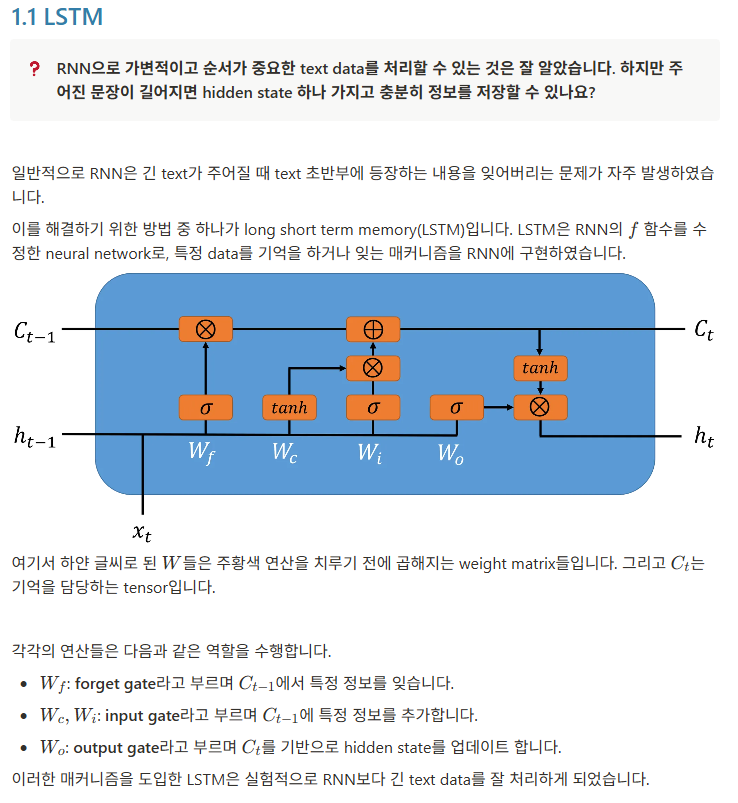 1.1 LSTM
❓ RNN으로 가변적이고 순서가 중요한 text data를 처리할 수 있는 것은 잘 알았습니다. 하지만 주
어진 문장이 길어지면 hidden state 하나 가지고 충분히 정보를 저장할 수 있나요?
일반적으로 RNN은 긴 text가 주어질 때 text 초반부에 등장하는 내용을 잊어버리는 문제가 자주 발생하였습
니다.
이를 해결하기 위한 방법 중 하나가 long short term memory(LSTM)입니다. LSTM은 RNN의 f 함수를 수
정한 neural network로, 특정 data를 기억을 하거나 잊는 매커니즘을 RNN에 구현하였습니다.
C_{t-1} ⊗ ⊕ C_t
⊗ tanh
σ tanh σ σ ⊗
h_{t-1} h_t
W_f W_c W_i W_o
x_t
여기서 하얀 글씨로 된 W들은 주황색 연산을 치루기 전에 곱해지는 weight matrix들입니다. 그리고 C_t는
기억을 담당하는 tensor입니다.
각각의 연산들은 다음과 같은 역할을 수행합니다.
• W_f: forget gate라고 부르며 C_{t-1}에서 특정 정보를 잊습니다.
• W_c, W_i: input gate라고 부르며 C_{t-1}에 특정 정보를 추가합니다.
• W_o: output gate라고 부르며 C_t를 기반으로 hidden state를 업데이트 합니다.
이러한 매커니즘을 도입한 LSTM은 실험적으로 RNN보다 긴 text data를 잘 처리하게 되었습니다.